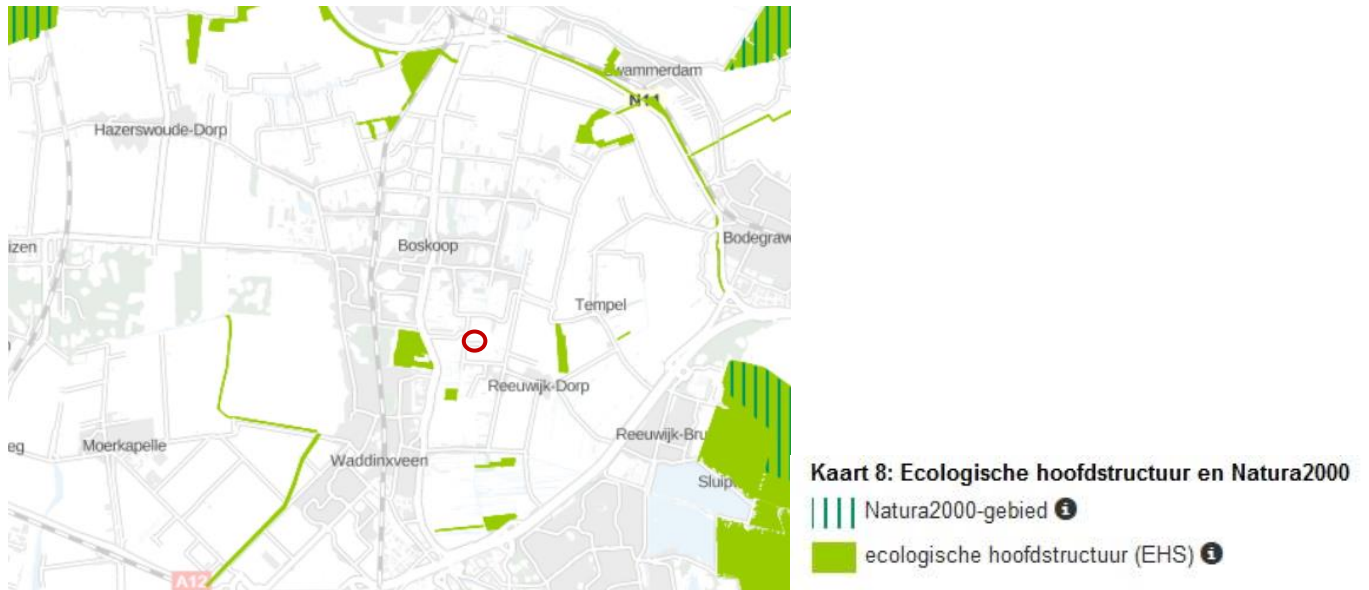 Zwammerdam
N11
Hazerswoude-Dorp
Boskoop
Bodegrav
izen
Tempel
Reeuwijk-Dorp
Reeuwijk-Bru
eg
Moerkapelle
Waddinxveen
Sluip
A12
Kaart 8: Ecologische hoofdstructuur en Natura2000
Natura2000-gebied i
ecologische hoofdstructuur (EHS) i